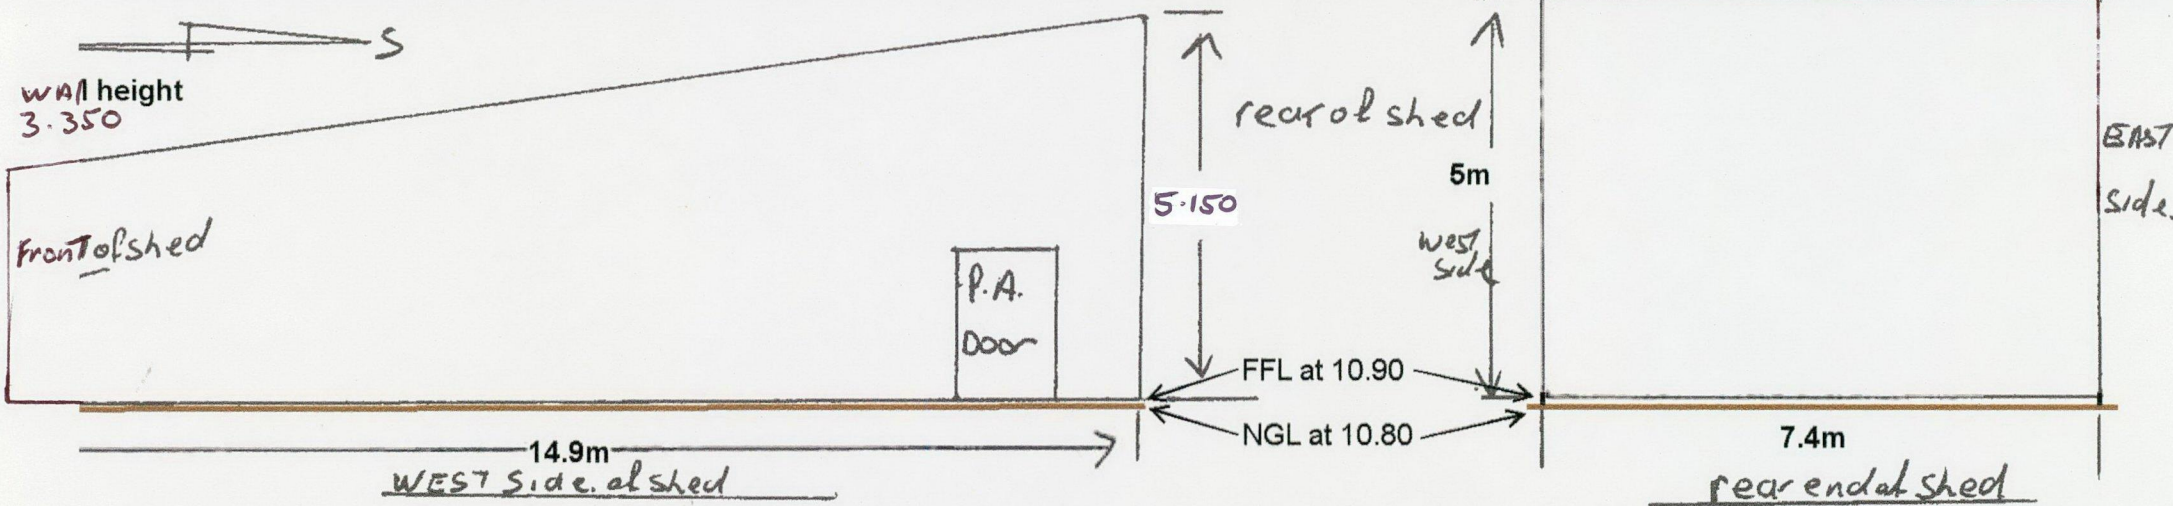 S
WAll height
3.350
Front of shed
P.A.
Door
5.150
rear of shed
5m
West
side
EAST
Side.
FFL at 10.90
NGL at 10.80
14.9m
WEST Side. of shed
7.4m
rear end of shed